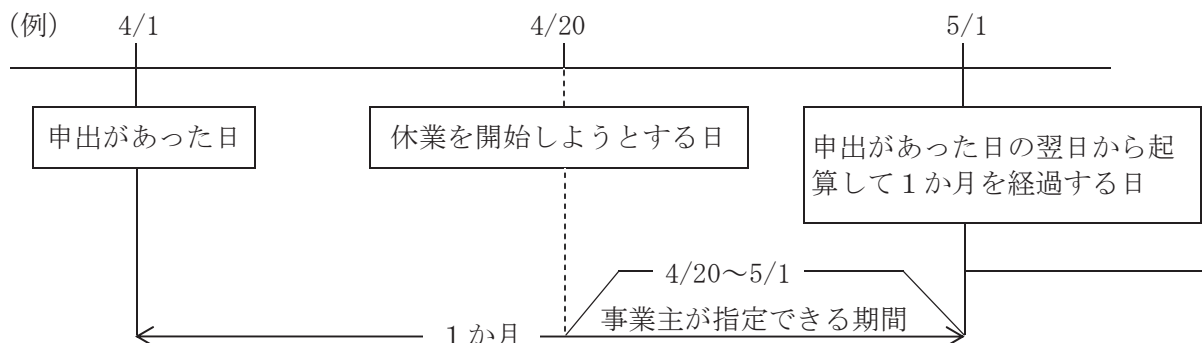 (例) 4/1 4/20 5/1
申出があった日
休業を開始しようとする日
申出があった日の翌日から起
算して1か月を経過する日
4/20～5/1
事業主が指定できる期間
1か月